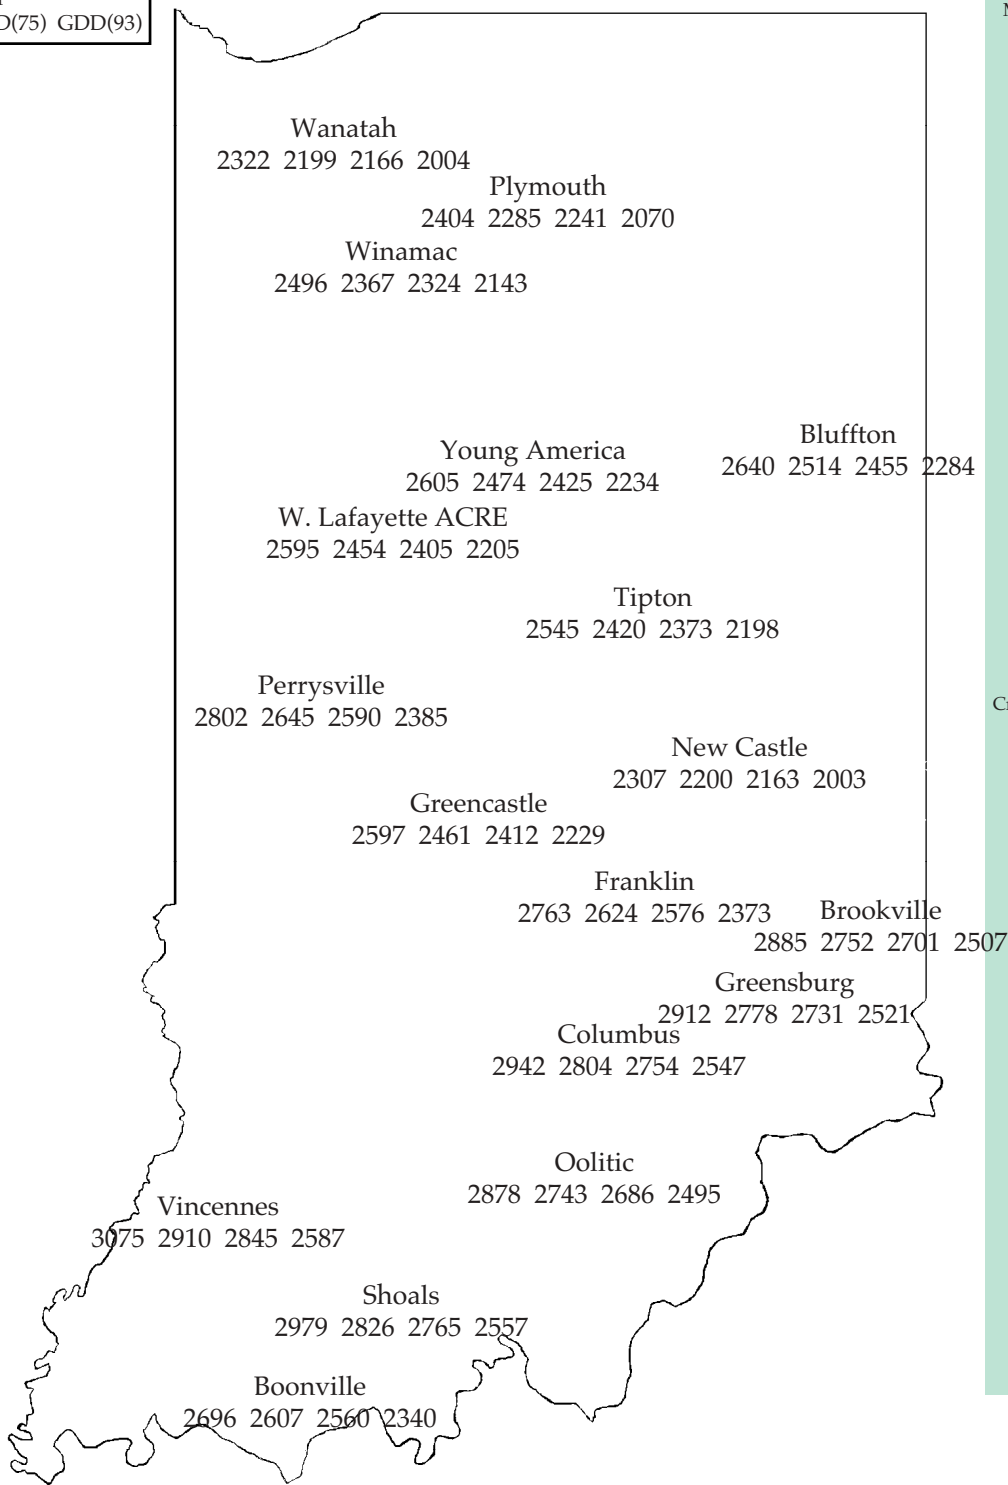 GDD(93)
Wanatah
2322 2199 2166 2004
Plymouth
2404 2285 2241 2070
Winamac
2496 2367 2324 2143
Bluffton
2640 2514 2455 2284
Young America
2605 2474 2425 2234
W. Lafayette ACRE
2595 2454 2405 2205
Tipton
2545 2420 2373 2198
Perrysville
2802 2645 2590 2385
New Castle
2307 2200 2163 2003
Greencastle
2597 2461 2412 2229
Franklin
2763 2624 2576 2373
Brookville
2885 2752 2701 2507
Greensburg
2912 2778 2731 2521
Columbus
2942 2804 2754 2547
Oolitic
2878 2743 2686 2495
Vincennes
3075 2910 2845 2587
Shoals
2979 2826 2765 2557
Boonville
2696 2607 2560 2340